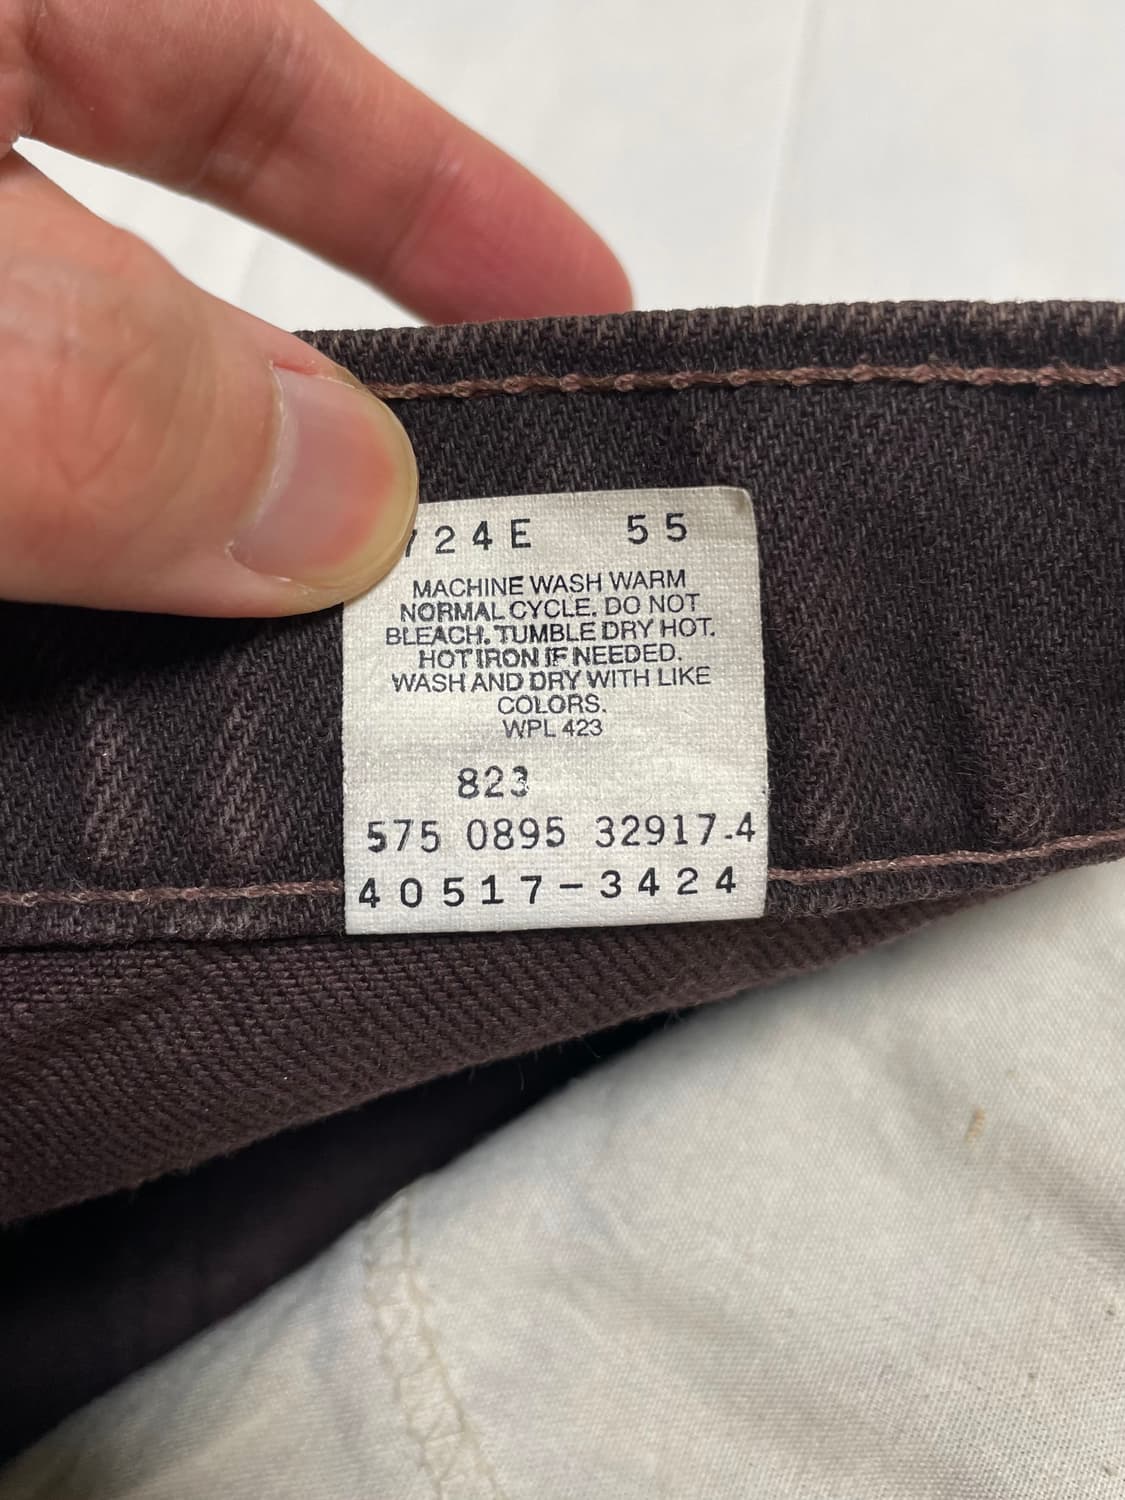 724E 55
MACHINE WASH WARM
NORMAL CYCLE. DO NOT
BLEACH. TUMBLE DRY HOT.
HOT IRON IF NEEDED.
WASH AND DRY WITH LIKE
COLORS.
WPL 423
823
575 0895 32917.4
40517-3424